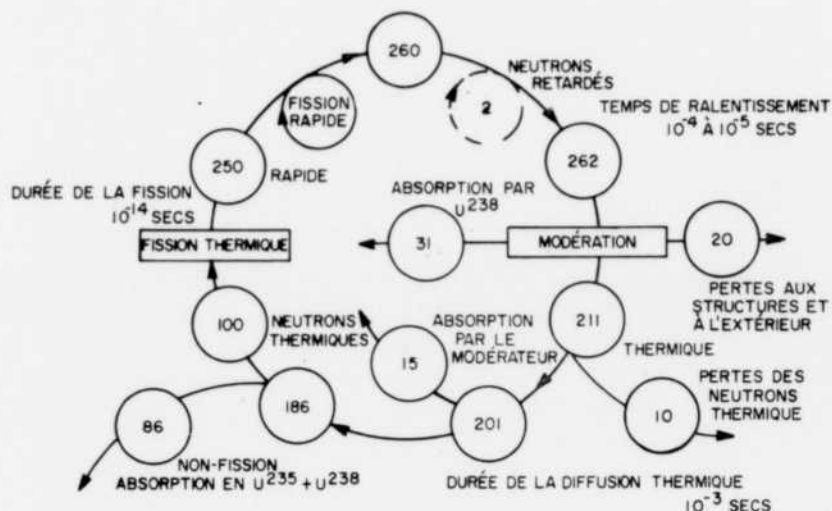 260
NEUTRONS
RETARDÉS
2
FISSION
RAPIDE
TEMPS DE RALENTISSEMENT
10⁻⁴ À 10⁻⁵ SECS
250
RAPIDE
262
DURÉE DE LA FISSION
10⁻¹⁴ SECS
ABSORPTION PAR
U²³⁸
FISSION THERMIQUE
31
MODÉRATION
20
PERTES AUX
STRUCTURES ET
À L'EXTÉRIEUR
100
NEUTRONS
THERMIQUES
ABSORPTION
PAR LE
MODÉRATEUR
211
THERMIQUE
15
PERTES DES
NEUTRONS
THERMIQUE
86
186
201
10
NON-FISSION
ABSORPTION EN U²³⁵ + U²³⁸
DURÉE DE LA DIFFUSION THERMIQUE
10⁻³ SECS